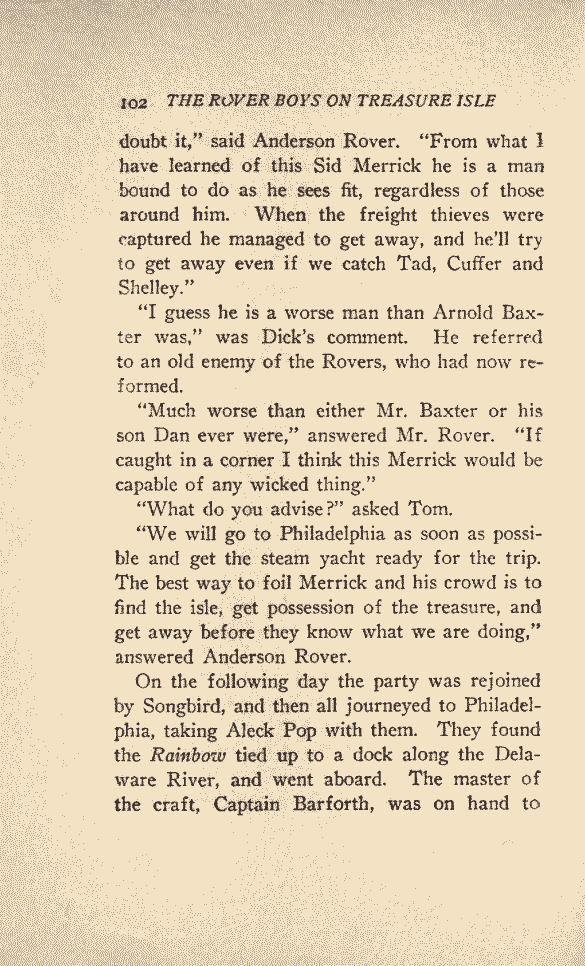 102 THE ROVER BOYS ON TREASURE ISLE
doubt it,” said Anderson Rover. “From what I
have learned of this Sid Merrick he is a man
bound to do as he sees fit, regardless of those
around him. When the freight thieves were
captured he managed to get away, and he’ll try
to get away even if we catch Tad, Cuffer and
Shelley.”
“I guess he is a worse man than Arnold Bax-
ter was,” was Dick’s comment. He referred
to an old enemy of the Rovers, who had now re-
formed.
“Much worse than either Mr. Baxter or his
son Dan ever were,” answered Mr. Rover. “If
caught in a corner I think this Merrick would be
capable of any wicked thing.”
“What do you advise?” asked Tom.
“We will go to Philadelphia as soon as possi-
ble and get the steam yacht ready for the trip.
The best way to foil Merrick and his crowd is to
find the isle, get possession of the treasure, and
get away before they know what we are doing,”
answered Anderson Rover.
On the following day the party was rejoined
by Songbird, and then all journeyed to Philadel-
phia, taking Aleck Pop with them. They found
the Rainbow tied up to a dock along the Dela-
ware River, and went aboard. The master of
the craft, Captain Barforth, was on hand to